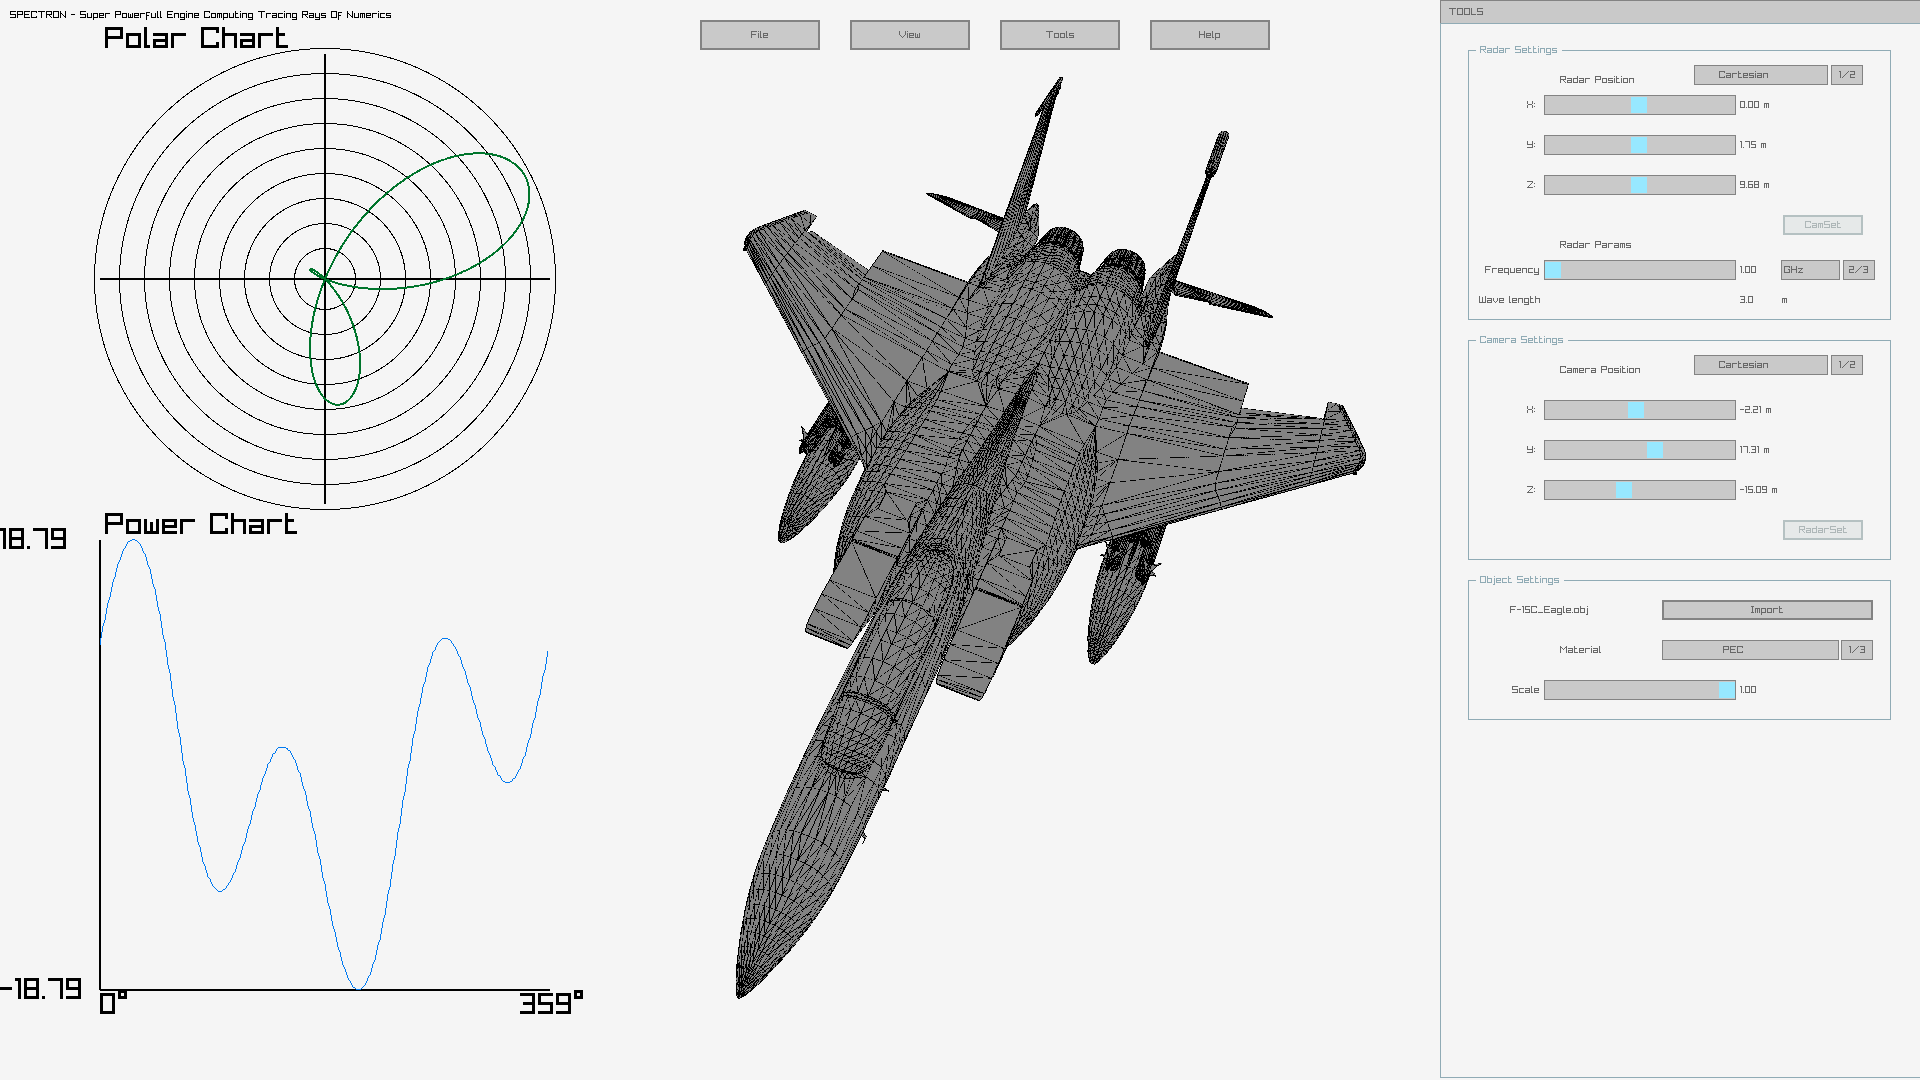 SPECTRON - Super Powerfull Engine Computing Tracing Rays Of Numerics
Polar Chart
File
View
Tools
Help
Power Chart
18.79
-18.79
0°
359°
TOOLS
Radar Settings
Radar Position
Cartesian
1/2
X:
0.00 m
Y:
1.75 m
Z:
9.68 m
CamSet
Radar Params
Frequency
1.00
GHz
2/3
Wave length
3.0
m
Camera Settings
Camera Position
Cartesian
1/2
X:
-2.21 m
Y:
17.31 m
Z:
-15.09 m
RadarSet
Object Settings
F-15C_Eagle.obj
Import
Material
PEC
1/3
Scale
1.00